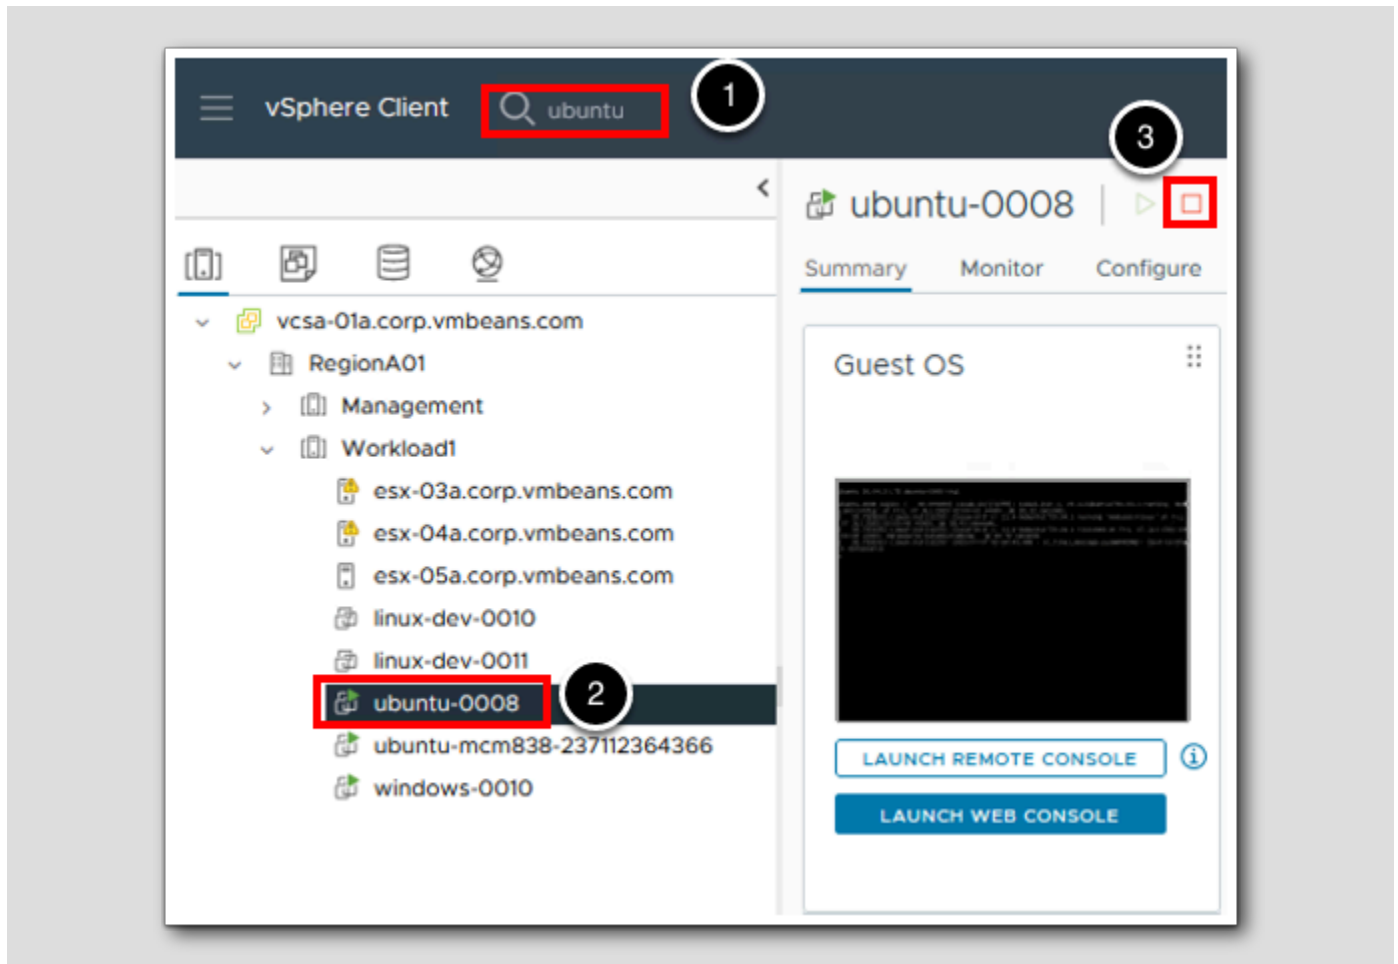 vSphere Client
ubuntu
1
3
ubuntu-0008
Summary Monitor Configure
vcsa-01a.corp.vmbeans.com
RegionA01
Management
Workload1
esx-03a.corp.vmbeans.com
esx-04a.corp.vmbeans.com
esx-05a.corp.vmbeans.com
linux-dev-0010
linux-dev-0011
ubuntu-0008
2
ubuntu-mcm838-237112364366
windows-0010
Guest OS
LAUNCH REMOTE CONSOLE
LAUNCH WEB CONSOLE